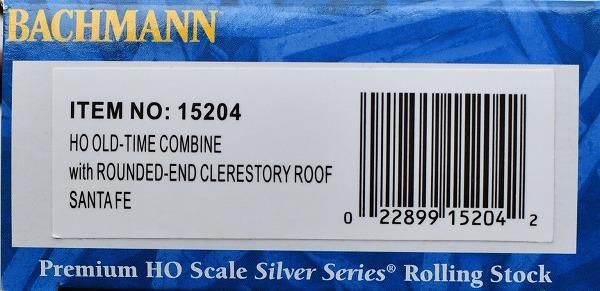 BACHMANN
ITEM NO: 15204
HO OLD-TIME COMBINE
with ROUNDED-END CLERESTORY ROOF
SANTA FE
0 22899 15204 2
Premium HO Scale Silver Series® Rolling Stock